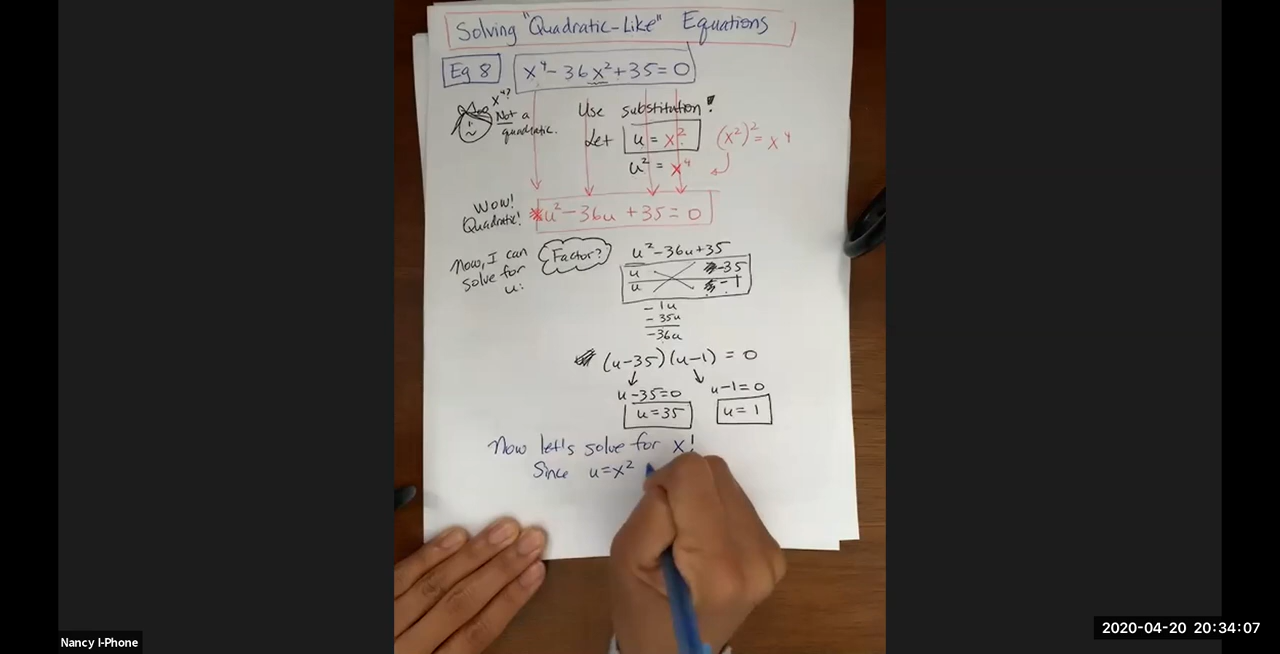 Solving "Quadratic-Like" Equations
Eg 8
x⁴ - 36x² + 35 = 0
x⁴?
Not a
quadratic.
Use substitution!
Let u = x²
(x²)² = x⁴
u² = x⁴
Wow!
Quadratic!
u² - 36u + 35 = 0
Now, I can
solve for
u:
Factor?
u² - 36u + 35
u -35
u -1
-1u
-35u
-36u
(u-35)(u-1) = 0
u-35=0
u=35
u-1=0
u=1
Now let's solve for x!
Since u=x²
Nancy I-Phone
2020-04-20 20:34:07